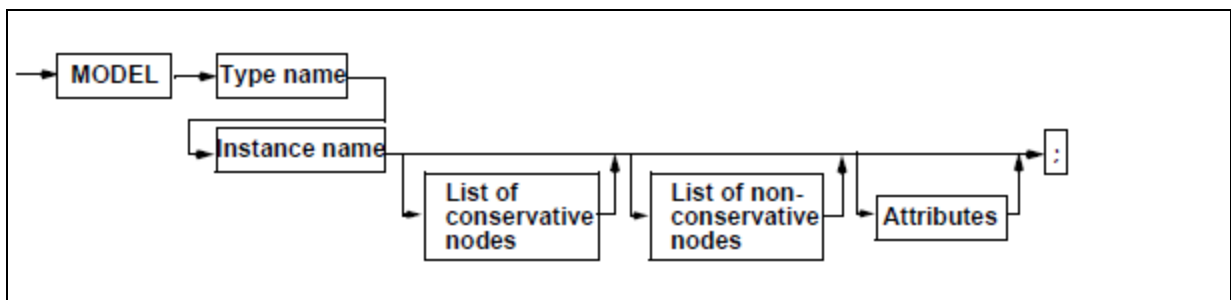 MODEL
Type name
Instance name
;
List of
conservative
nodes
List of non-
conservative
nodes
Attributes